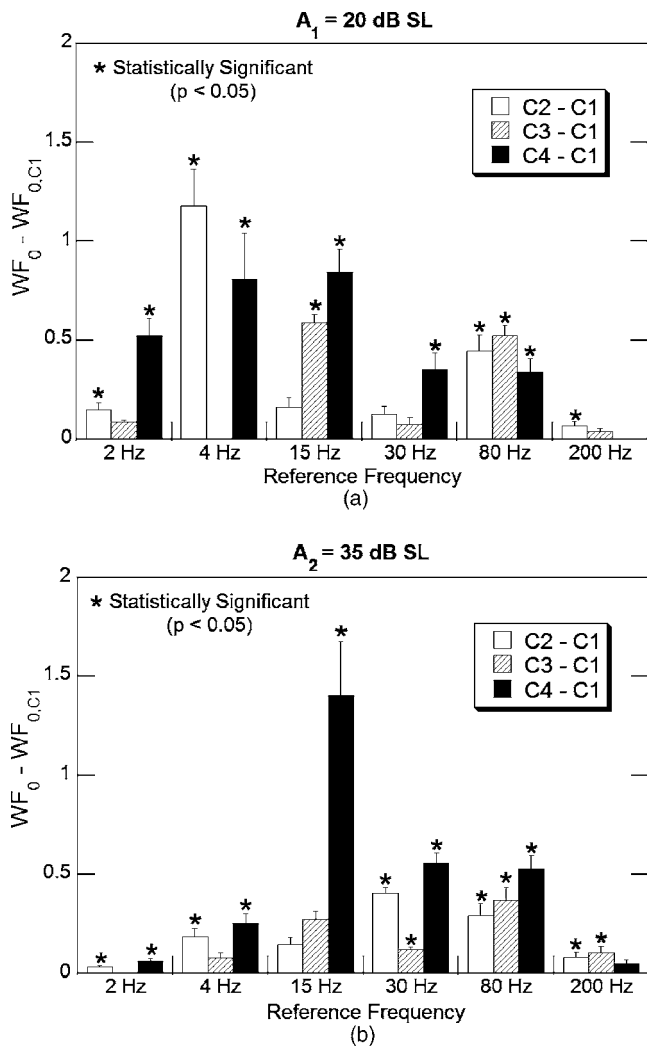 A1 = 20 dB SL
2
* Statistically Significant
(p < 0.05)
C2 - C1
C3 - C1
C4 - C1
1.5
1
0.5
0
WF0 - WF0,C1
* * * * * * * * * * * *
2 Hz 4 Hz 15 Hz 30 Hz 80 Hz 200 Hz
Reference Frequency
(a)
A2 = 35 dB SL
2
* Statistically Significant
(p < 0.05)
C2 - C1
C3 - C1
C4 - C1
1.5
1
0.5
0
WF0 - WF0,C1
* * * * * * * * * * * * * *
2 Hz 4 Hz 15 Hz 30 Hz 80 Hz 200 Hz
Reference Frequency
(b)